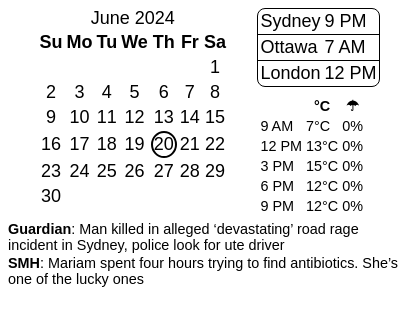 June 2024
Su Mo Tu We Th Fr Sa
1
2 3 4 5 6 7 8
9 10 11 12 13 14 15
16 17 18 19 20 21 22
23 24 25 26 27 28 29
30
Sydney 9 PM
Ottawa 7 AM
London 12 PM
°C ☂
9 AM 7°C 0%
12 PM 13°C 0%
3 PM 15°C 0%
6 PM 12°C 0%
9 PM 12°C 0%
Guardian: Man killed in alleged ‘devastating’ road rage
incident in Sydney, police look for ute driver
SMH: Mariam spent four hours trying to find antibiotics. She’s
one of the lucky ones